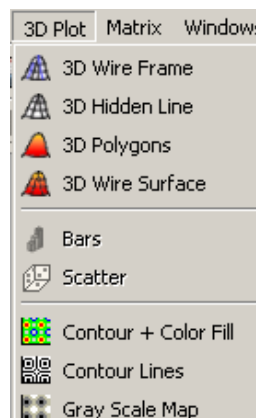 3D Plot Matrix Windows
3D Wire Frame
3D Hidden Line
3D Polygons
3D Wire Surface
Bars
Scatter
Contour + Color Fill
Contour Lines
Gray Scale Map